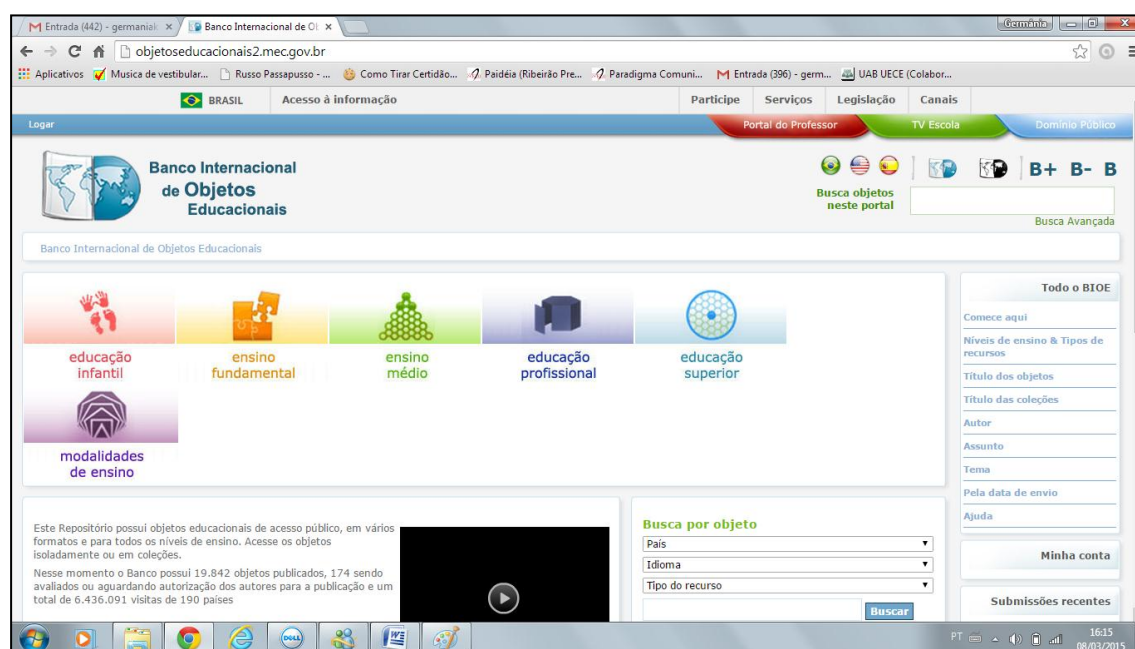 Entrada (442) - germaniak
Banco Internacional de Ob
Germânia
objetoseducacionais2.mec.gov.br
Aplicativos
Musica de vestibular...
Russo Passapusso - ...
Como Tirar Certidão...
Paidéia (Ribeirão Pre...
Paradigma Comuni...
Entrada (396) - germ...
UAB UECE (Colabor...
BRASIL
Acesso à informação
Participe
Serviços
Legislação
Canais
Logar
Portal do Professor
TV Escola
Domínio Público
Banco Internacional
de Objetos
Educacionais
Busca objetos
neste portal
B+ B- B
Busca Avançada
Banco Internacional de Objetos Educacionais
educação
infantil
ensino
fundamental
ensino
médio
educação
profissional
educação
superior
modalidades
de ensino
Todo o BIOE
Comece aqui
Níveis de ensino & Tipos de
recursos
Título dos objetos
Título das coleções
Autor
Assunto
Tema
Pela data de envio
Ajuda
Minha conta
Submissões recentes
Este Repositório possui objetos educacionais de acesso público, em vários
formatos e para todos os níveis de ensino. Acesse os objetos
isoladamente ou em coleções.
Nesse momento o Banco possui 19.842 objetos publicados, 174 sendo
avaliados ou aguardando autorização dos autores para a publicação e um
total de 6.436.091 visitas de 190 países
Busca por objeto
País
Idioma
Tipo do recurso
Buscar
DELL
PT
16:15
08/03/2015